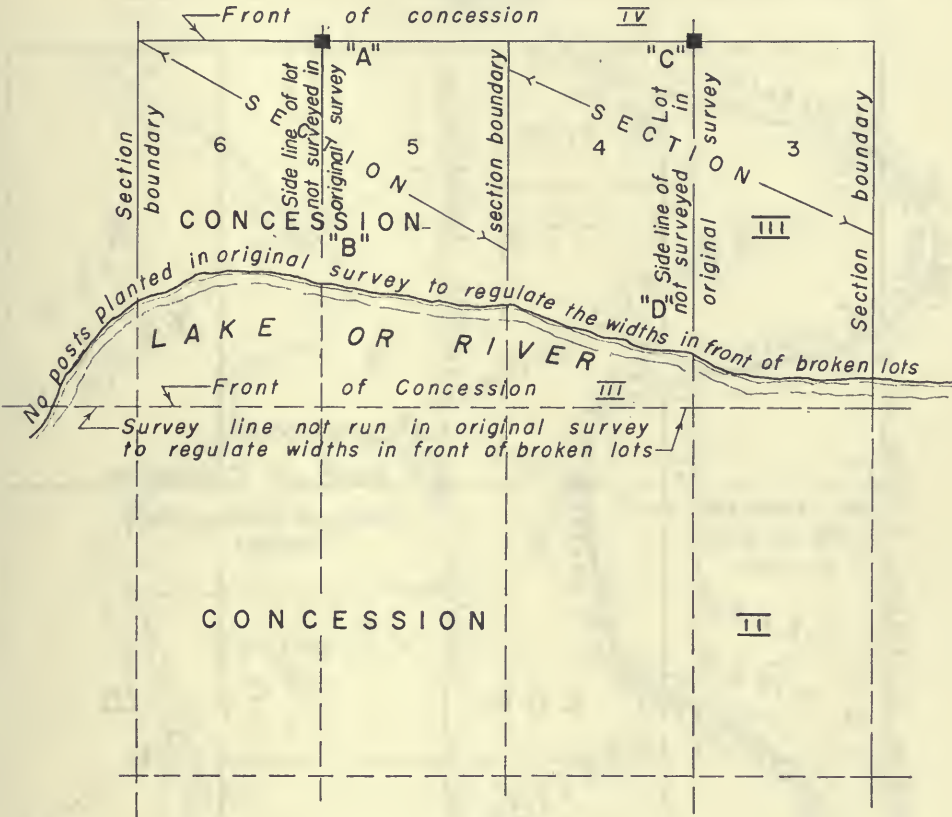 Front of concession IV
"A"
"C"
Section boundary
SECTION
6
Side line of lot
not surveyed in
original survey
5
section boundary
SECTION
4
Side line of Lot
not surveyed in
original survey
3
Section boundary
CONCESSION
III
"B"
"D"
No posts planted in original survey to regulate the widths in front of broken lots
LAKE OR RIVER
Front of Concession III
Survey line not run in original survey
to regulate widths in front of broken lots
CONCESSION II